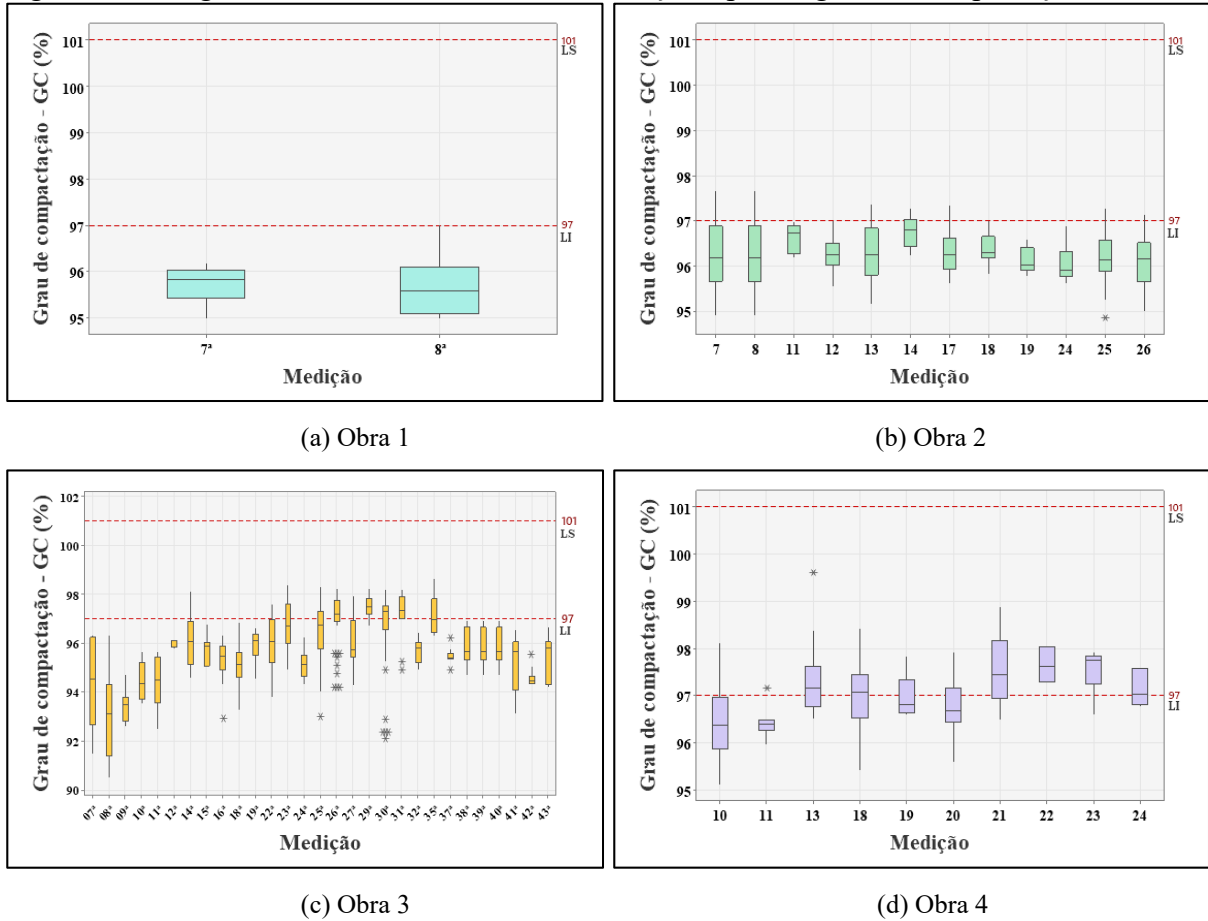 101
LS
Grau de compactação - GC (%)
101
100
99
98
97
96
95
97
LI
7ª
8ª
Medição
(a) Obra 1
101
LS
Grau de compactação - GC (%)
101
100
99
98
97
96
95
97
LI
7 8 11 12 13 14 17 18 19 24 25 26
Medição
(b) Obra 2
Grau de compactação - GC (%)
102
100
98
96
94
92
90
101
LS
97
LI
07ª 08ª 09ª 10ª 11ª 12ª 14ª 15ª 16ª 18ª 19ª 22ª 23ª 24ª 25ª 26ª 27ª 29ª 30ª 31ª 32ª 35ª 37ª 38ª 39ª 40ª 41ª 42ª 43ª
Medição
(c) Obra 3
Grau de compactação - GC (%)
101
100
99
98
97
96
95
101
LS
97
LI
10 11 13 18 19 20 21 22 23 24
Medição
(d) Obra 4